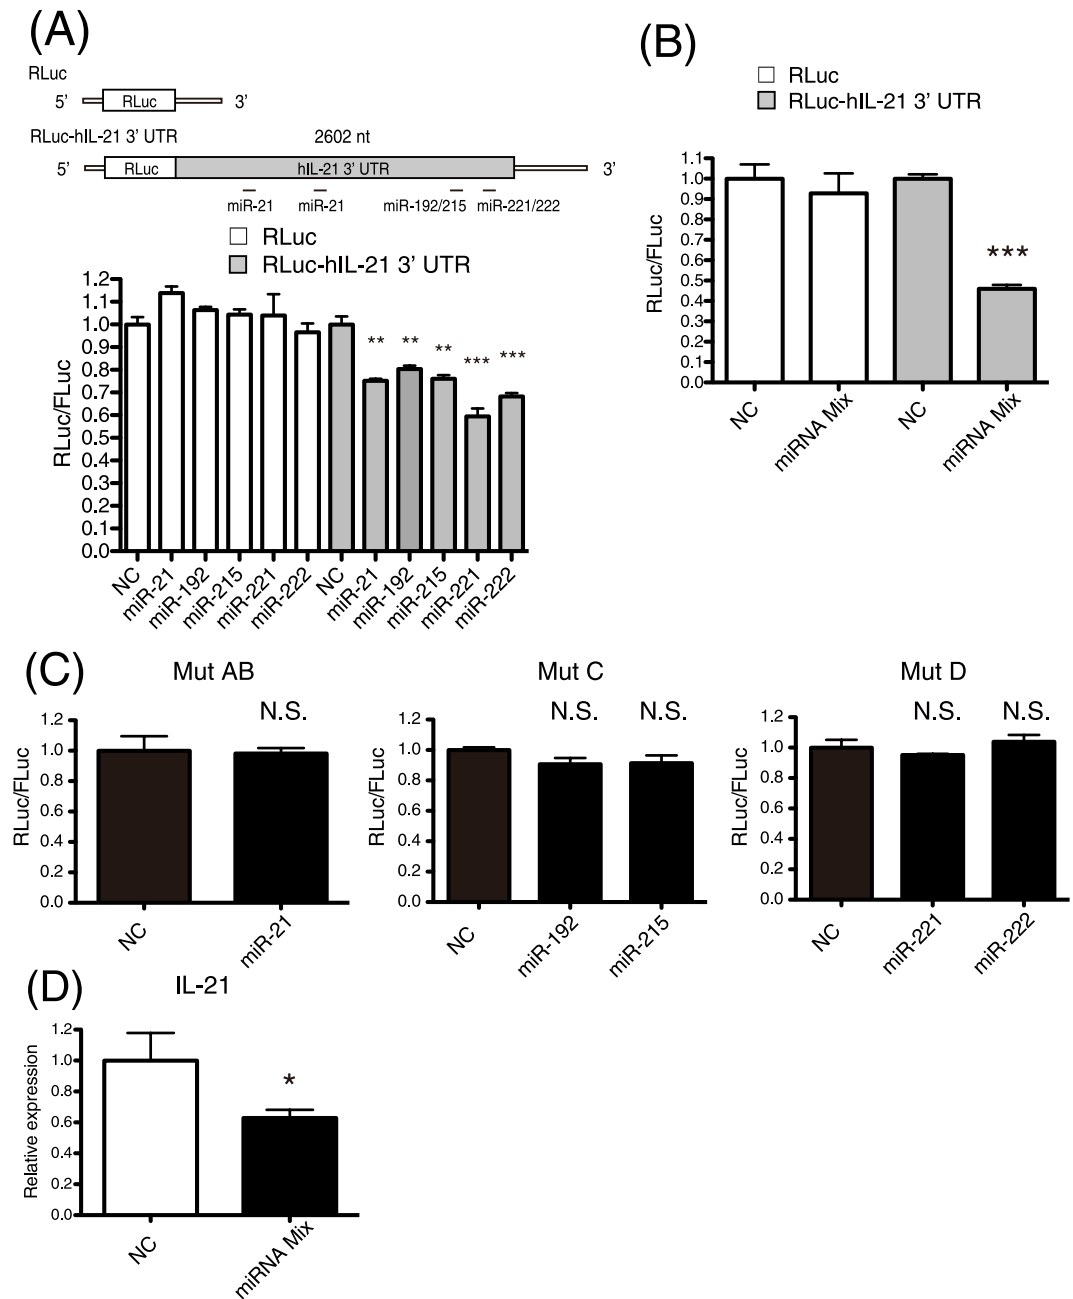 (A)
RLuc
5’ RLuc 3’
RLuc-hIL-21 3’ UTR 2602 nt
5’ RLuc hIL-21 3’ UTR 3’
miR-21 miR-21 miR-192/215 miR-221/222
RLuc
RLuc-hIL-21 3’ UTR
RLuc/FLuc
1.2
1.1
1.0
0.9
0.8
0.7
0.6
0.5
0.4
0.3
0.2
0.1
0.0
** ** ** *** ***
NC miR-21 miR-192 miR-215 miR-221 miR-222 NC miR-21 miR-192 miR-215 miR-221 miR-222
(B)
RLuc
RLuc-hIL-21 3’ UTR
RLuc/FLuc
1.1
1.0
0.9
0.8
0.7
0.6
0.5
0.4
0.3
0.2
0.1
0.0
***
NC miRNA Mix NC miRNA Mix
(C)
Mut AB
N.S.
RLuc/FLuc
1.2
1.0
0.8
0.6
0.4
0.2
0.0
NC miR-21
Mut C
N.S. N.S.
RLuc/FLuc
1.2
1.0
0.8
0.6
0.4
0.2
0.0
NC miR-192 miR-215
Mut D
N.S. N.S.
RLuc/FLuc
1.2
1.0
0.8
0.6
0.4
0.2
0.0
NC miR-221 miR-222
(D)
IL-21
Relative expression
1.2
1.0
0.8
0.6
0.4
0.2
0.0
*
NC miRNA Mix